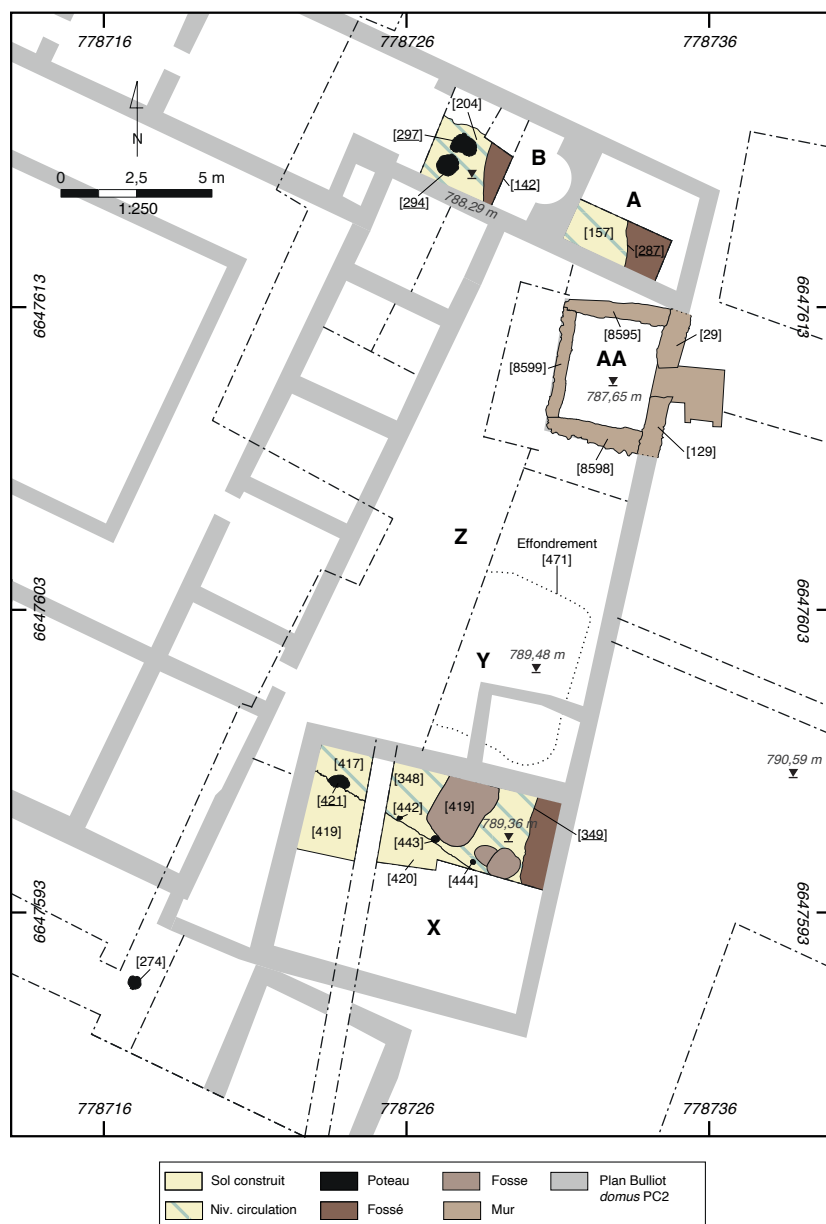 778716 778726 778736
[204]
[297]
B
N
[142]
[294]
A
0 2,5 5 m
788,29 m
1:250
[157]
[287]
6647613 6647613
[8595]
[29]
[8599]
AA
787,65 m
[8598]
[129]
Z
Effondrement
[471]
6647603 6647603
Y
789,48 m
790,59 m
[417]
[348]
[421]
[442]
[419]
789,36 m
[349]
[419]
[443]
[420]
[444]
6647593 6647593
X
[274]
778716 778726 778736
Sol construit Poteau Fosse Plan Bulliot
domus PC2
Niv. circulation Fossé Mur